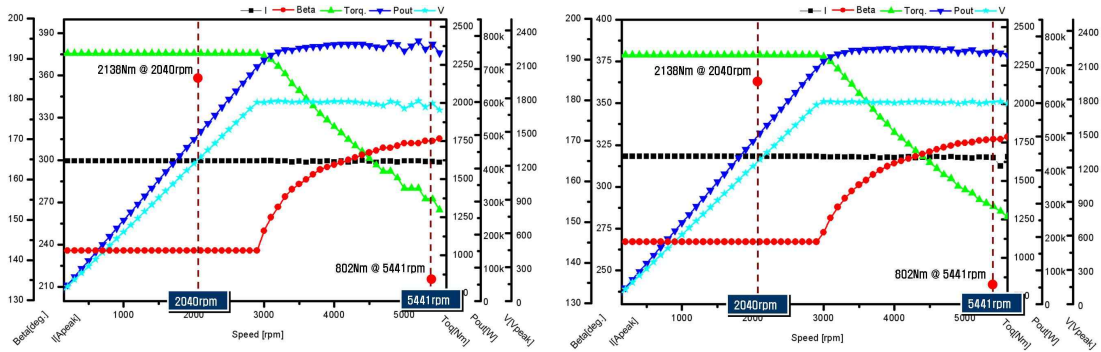 I Beta Torq. Pout V
200 390 2500 800k 2400
190 360 2250 700k 2100
180 330 2000 600k 1800
170 300 1750 500k 1500
160 270 1500 400k 1200
150 240 1250 300k 900
140 210 1000 200k 600
130 0 100k 300
0 0
2138Nm @ 2040rpm
802Nm @ 5441rpm
1000 2000 3000 4000 5000
2040rpm 5441rpm
Beta[deg.] I[Apeak] Speed [rpm] Toq[Nm] Pout[W] V[Vpeak]
I Beta Torq. Pout V
200 400 2500 800k 2400
190 375 2250 700k 2100
180 350 2000 600k 1800
170 325 1750 500k 1500
160 300 1500 400k 1200
150 275 1250 300k 900
140 250 1000 200k 600
130 0 100k 300
0 0
2138Nm @ 2040rpm
802Nm @ 5441rpm
1000 2000 3000 4000 5000
2040rpm 5441rpm
Beta[deg.] I[Apeak] Speed [rpm] Toq[Nm] Pout[W] V[Vpeak]